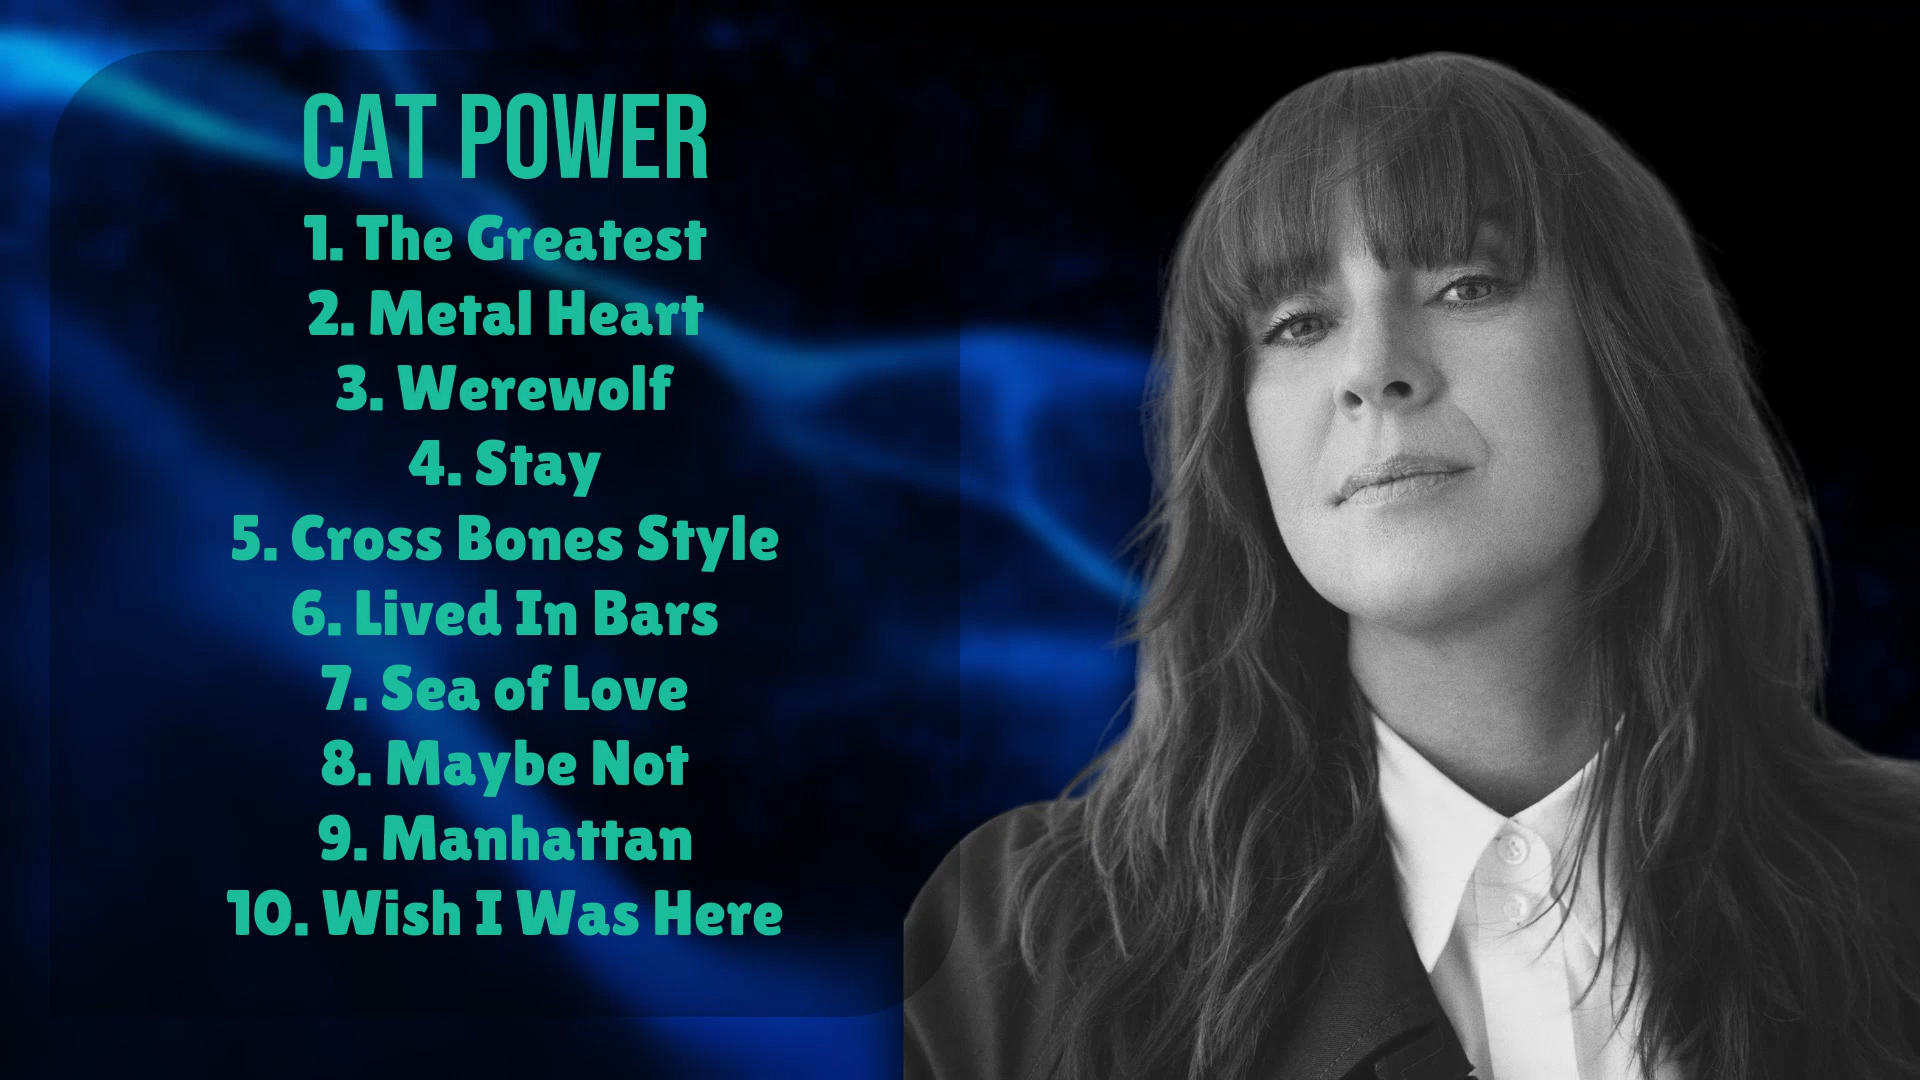 CAT POWER
1. The Greatest
2. Metal Heart
3. Werewolf
4. Stay
5. Cross Bones Style
6. Lived In Bars
7. Sea of Love
8. Maybe Not
9. Manhattan
10. Wish I Was Here